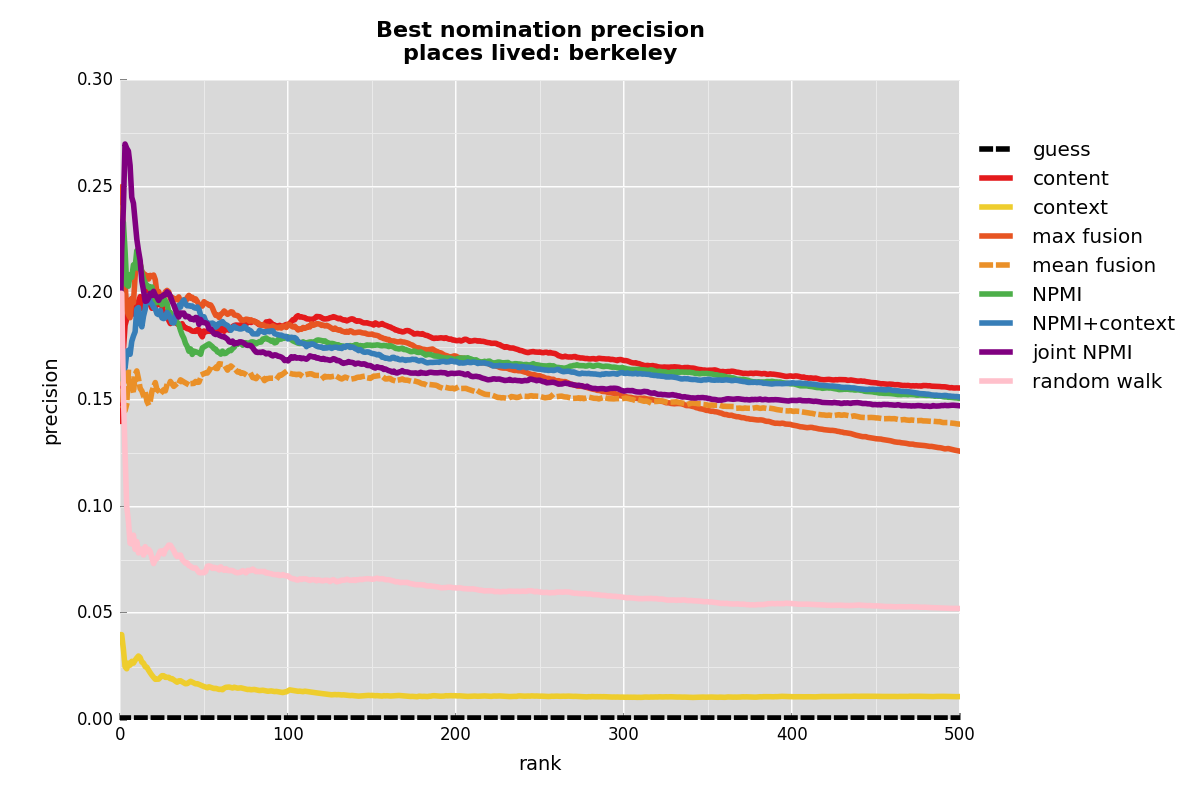 Best nomination precision
places lived: berkeley
precision
0.30
0.25
0.20
0.15
0.10
0.05
0.00
0
100
200
300
400
500
rank
guess
content
context
max fusion
mean fusion
NPMI
NPMI+context
joint NPMI
random walk